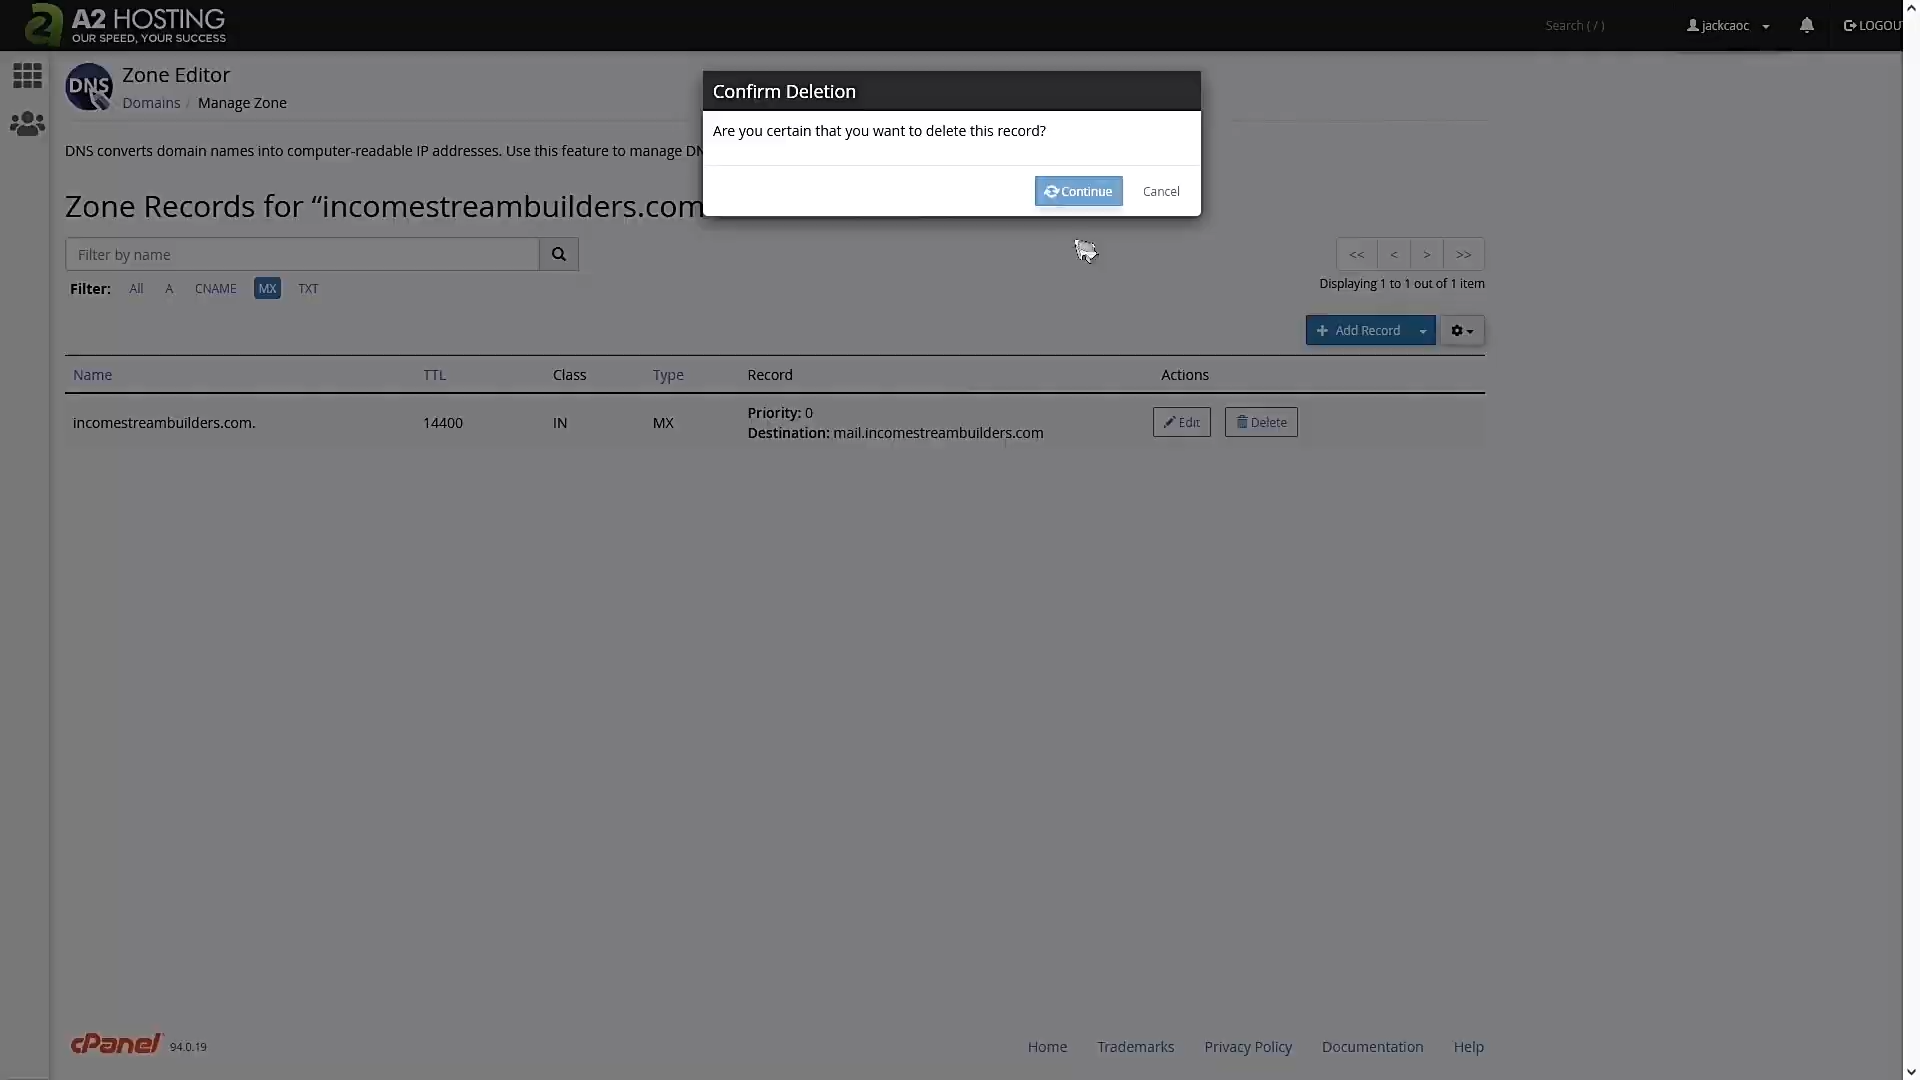 A2 HOSTING
OUR SPEED, YOUR SUCCESS
Search ( / )
jackcaoc
LOGOU
DNS
Zone Editor
Domains / Manage Zone
Confirm Deletion
Are you certain that you want to delete this record?
Continue
Cancel
DNS converts domain names into computer-readable IP addresses. Use this feature to manage DN
Zone Records for “incomestreambuilders.com
Filter by name
<< < > >>
Displaying 1 to 1 out of 1 item
Filter: All A CNAME MX TXT
+ Add Record
Name TTL Class Type Record Actions
incomestreambuilders.com. 14400 IN MX
Priority: 0
Destination: mail.incomestreambuilders.com
Edit
Delete
cPanel 94.0.19
Home Trademarks Privacy Policy Documentation Help